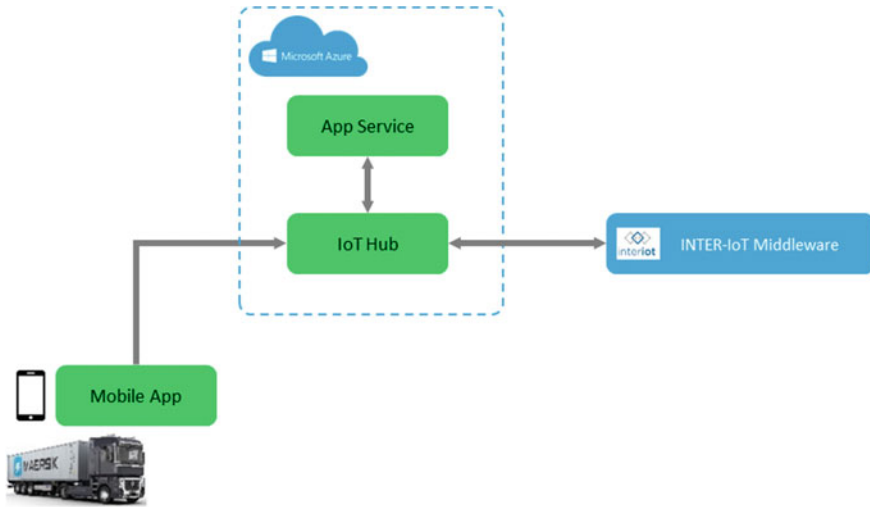 Microsoft Azure
App Service
IoT Hub
interiot
INTER-IoT Middleware
Mobile App
MAERSK